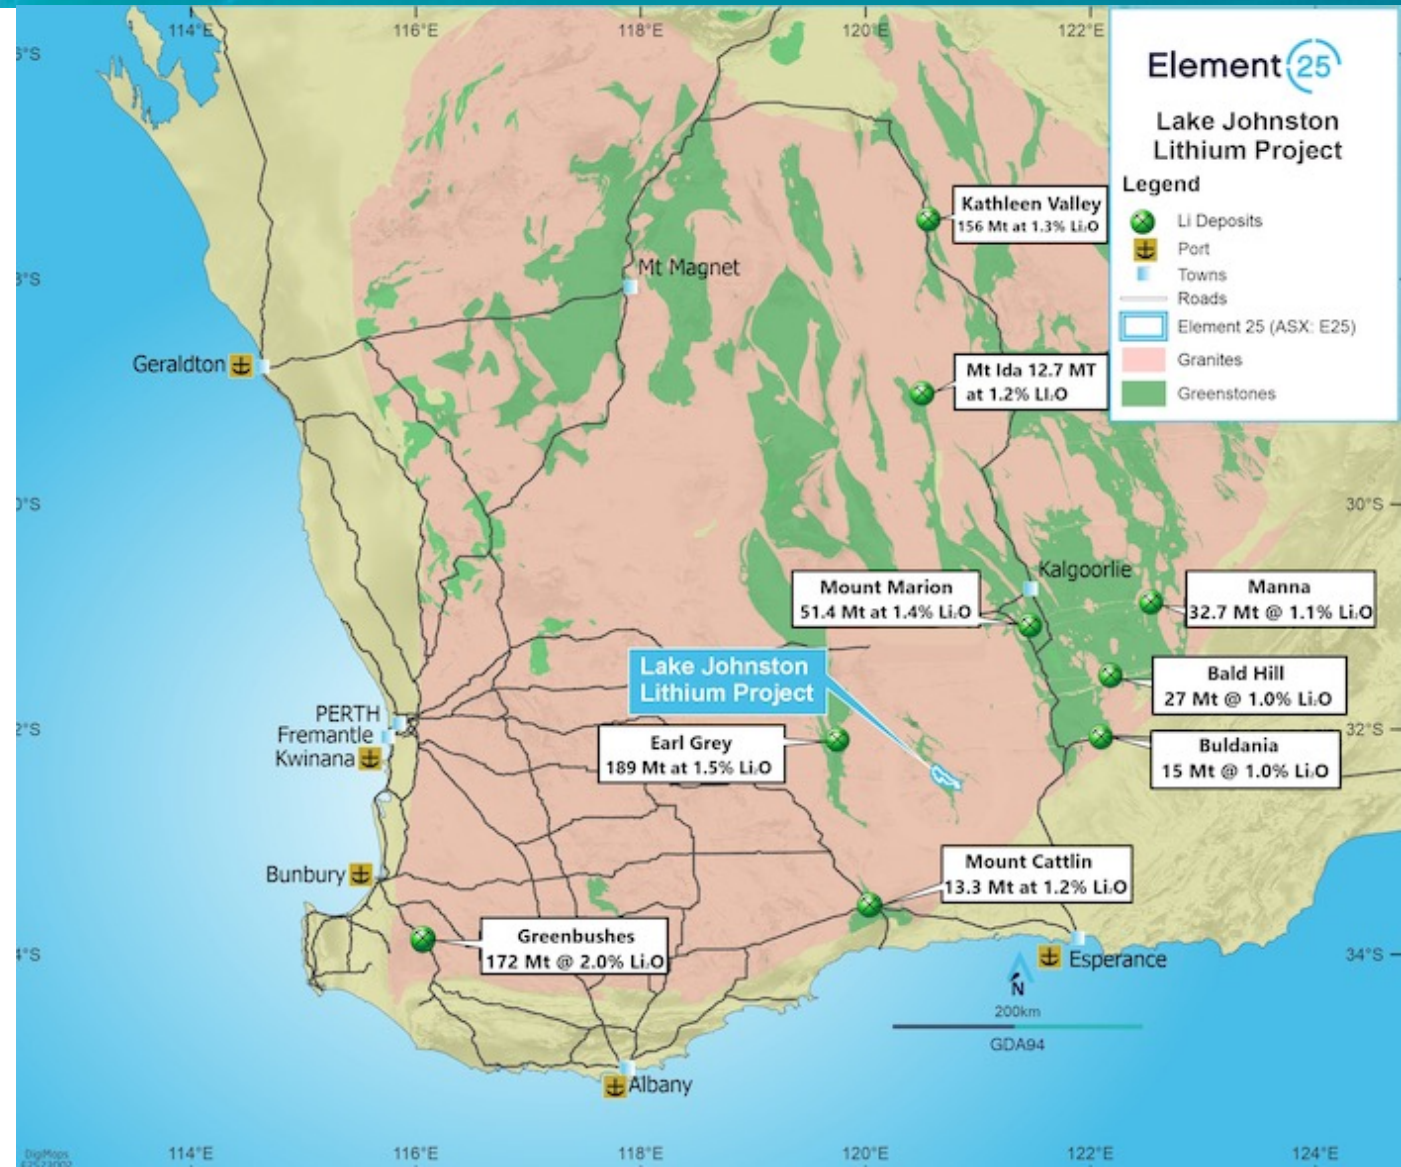 114°E
116°E
118°E
120°E
122°E
Element 25
Lake Johnston
Lithium Project
Legend
Li Deposits
Port
Towns
Roads
Element 25 (ASX: E25)
Granites
Greenstones
Kathleen Valley
156 Mt at 1.3% Li₂O
Mt Magnet
Geraldton
Mt Ida 12.7 MT
at 1.2% LI₂O
30°S
Kalgoorlie
Mount Marion
51.4 Mt at 1.4% Li₂O
Manna
32.7 Mt @ 1.1% Li₂O
Lake Johnston
Lithium Project
Bald Hill
27 Mt @ 1.0% Li₂O
PERTH
Fremantle
Kwinana
Earl Grey
189 Mt at 1.5% Li₂O
32°S
Buldania
15 Mt @ 1.0% Li₂O
Bunbury
Mount Cattlin
13.3 Mt at 1.2% Li₂O
Greenbushes
172 Mt @ 2.0% Li₂O
34°S
Esperance
N
200km
GDA94
Albany
DigMaps
114°E
116°E
118°E
120°E
122°E
124°E